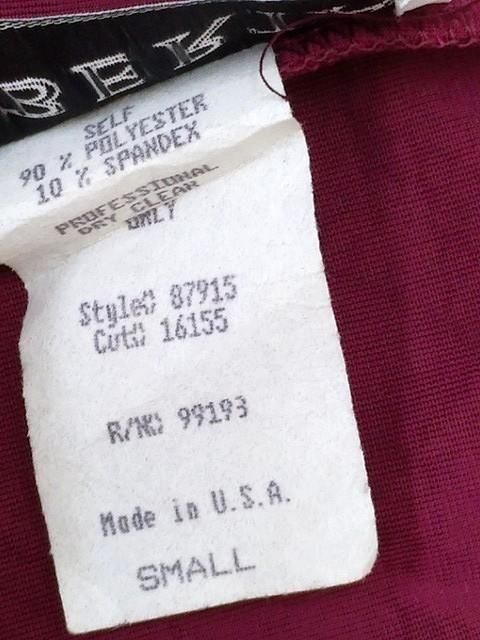 SELF
90 % POLYESTER
10 % SPANDEX
PROFESSIONAL
DRY CLEAN
ONLY
Style# 87915
Cut# 16155
R/N# 99193
Made in U.S.A.
SMALL